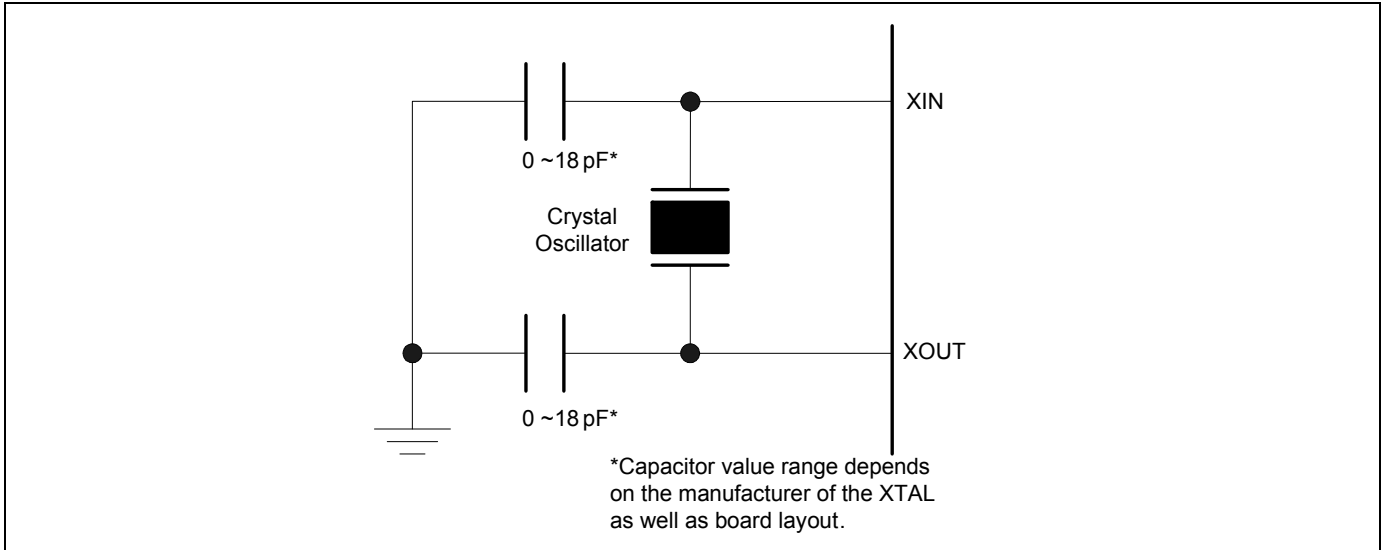 XIN
0 ~18 pF*
Crystal
Oscillator
XOUT
0 ~18 pF*
*Capacitor value range depends
on the manufacturer of the XTAL
as well as board layout.